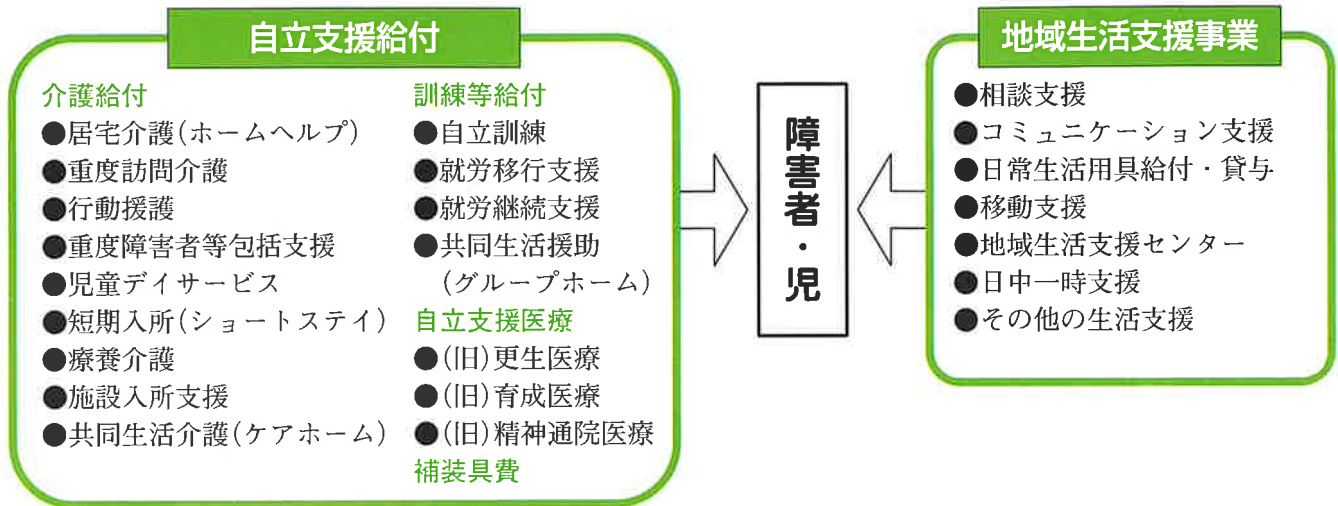 自立支援給付
介護給付
●居宅介護(ホームヘルプ)
●重度訪問介護
●行動援護
●重度障害者等包括支援
●児童デイサービス
●短期入所(ショートステイ)
●療養介護
●施設入所支援
●共同生活介護(ケアホーム)
訓練等給付
●自立訓練
●就労移行支援
●就労継続支援
●共同生活援助
(グループホーム)
自立支援医療
●(旧)更生医療
●(旧)育成医療
●(旧)精神通院医療
補装具費
障害者・児
地域生活支援事業
●相談支援
●コミュニケーション支援
●日常生活用具給付・貸与
●移動支援
●地域生活支援センター
●日中一時支援
●その他の生活支援